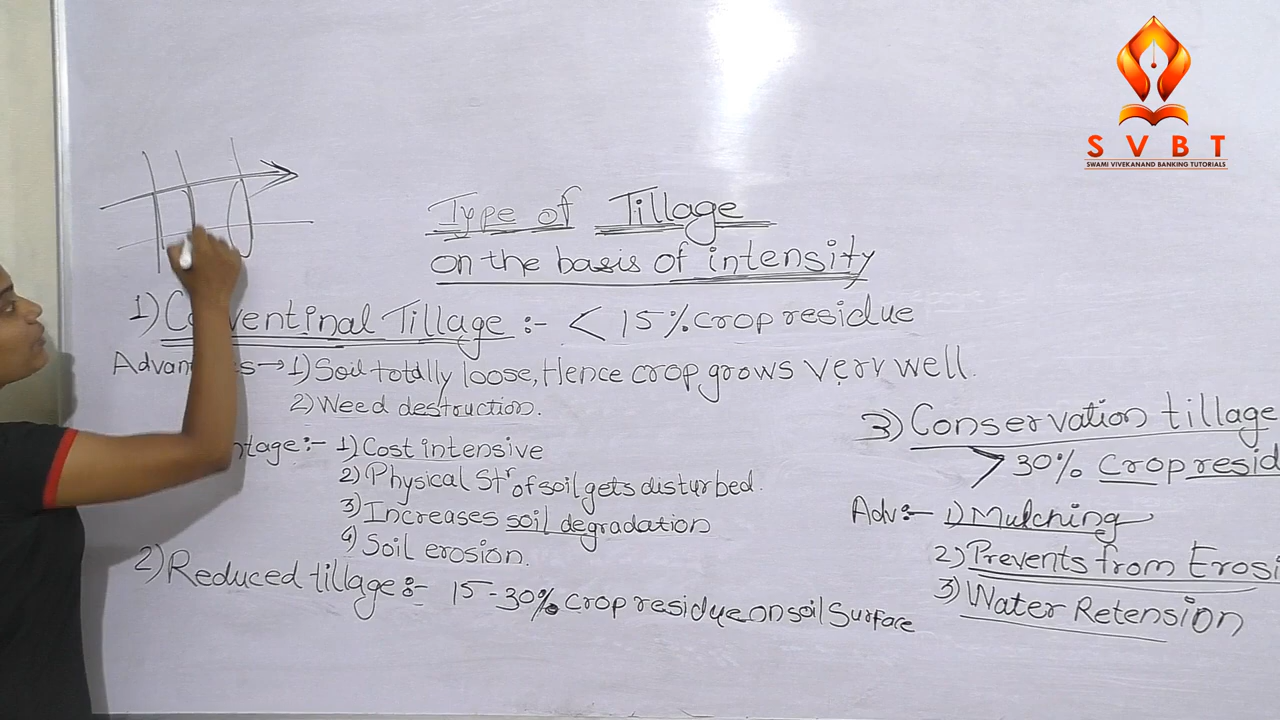 SVBT
SWAMI VIVEKANAND BANKING TUTORIALS
Type of Tillage
on the basis of intensity
1) Tillage :- < 15% crop residue
→ 1) Soil totally loose, Hence crop grows very well.
2) Weed destruction.
:- 1) Cost intensive
2) Physical Str of soil gets disturbed.
3) Increases soil degradation
4) Soil erosion.
2) Reduced tillage :- 15-30% crop residue on soil Surface
3) Conservation tillage
> 30% Crop resid
Adv :- 1) Mulching
2) Prevents from Erosi
3) Water Retension